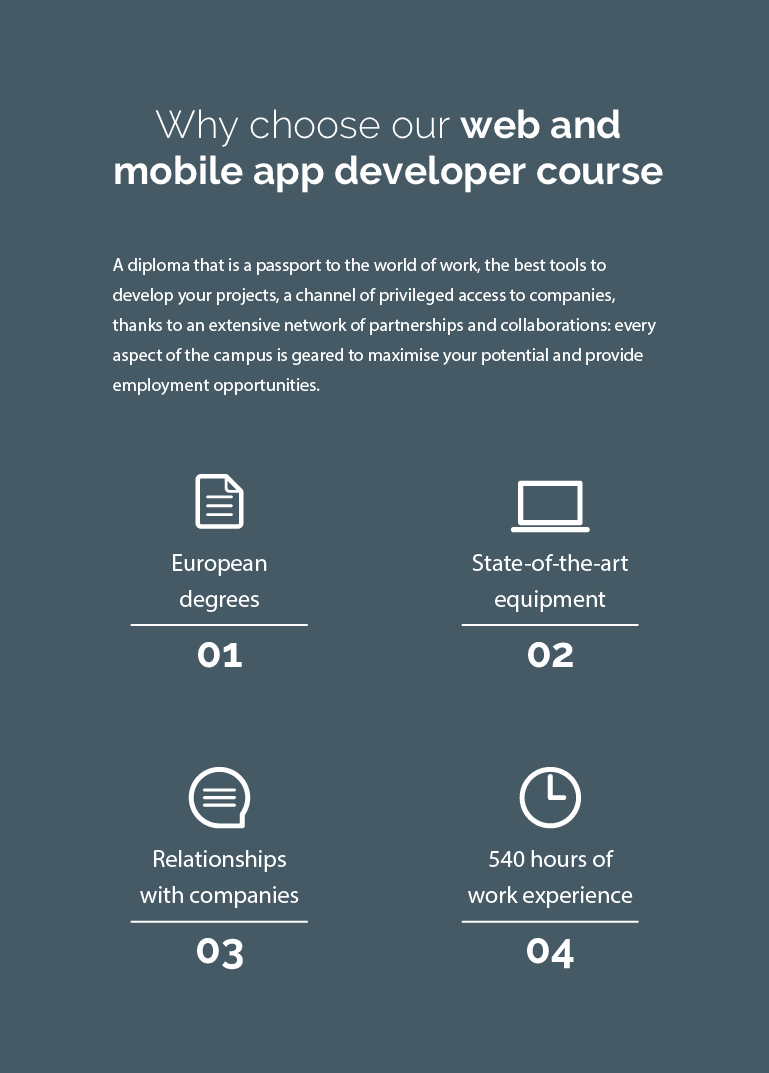 Why choose our web and
mobile app developer course
A diploma that is a passport to the world of work, the best tools to
develop your projects, a channel of privileged access to companies,
thanks to an extensive network of partnerships and collaborations: every
aspect of the campus is geared to maximise your potential and provide
employment opportunities.
European
degrees
01
State-of-the-art
equipment
02
Relationships
with companies
03
540 hours of
work experience
04